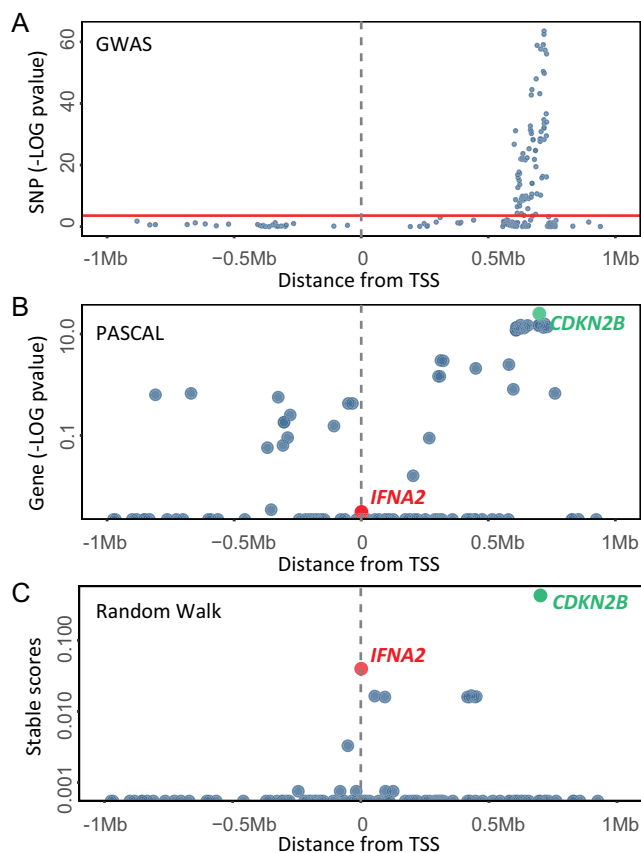 A
GWAS
SNP (-LOG pvalue)
60
40
20
0
-1Mb
−0.5Mb
0
0.5Mb
1Mb
Distance from TSS
B
PASCAL
CDKN2B
Gene (-LOG pvalue)
10.0
0.1
IFNA2
-1Mb
−0.5Mb
0
0.5Mb
1Mb
Distance from TSS
C
Random Walk
CDKN2B
Stable scores
0.100
0.010
0.001
IFNA2
-1Mb
−0.5Mb
0
0.5Mb
1Mb
Distance from TSS